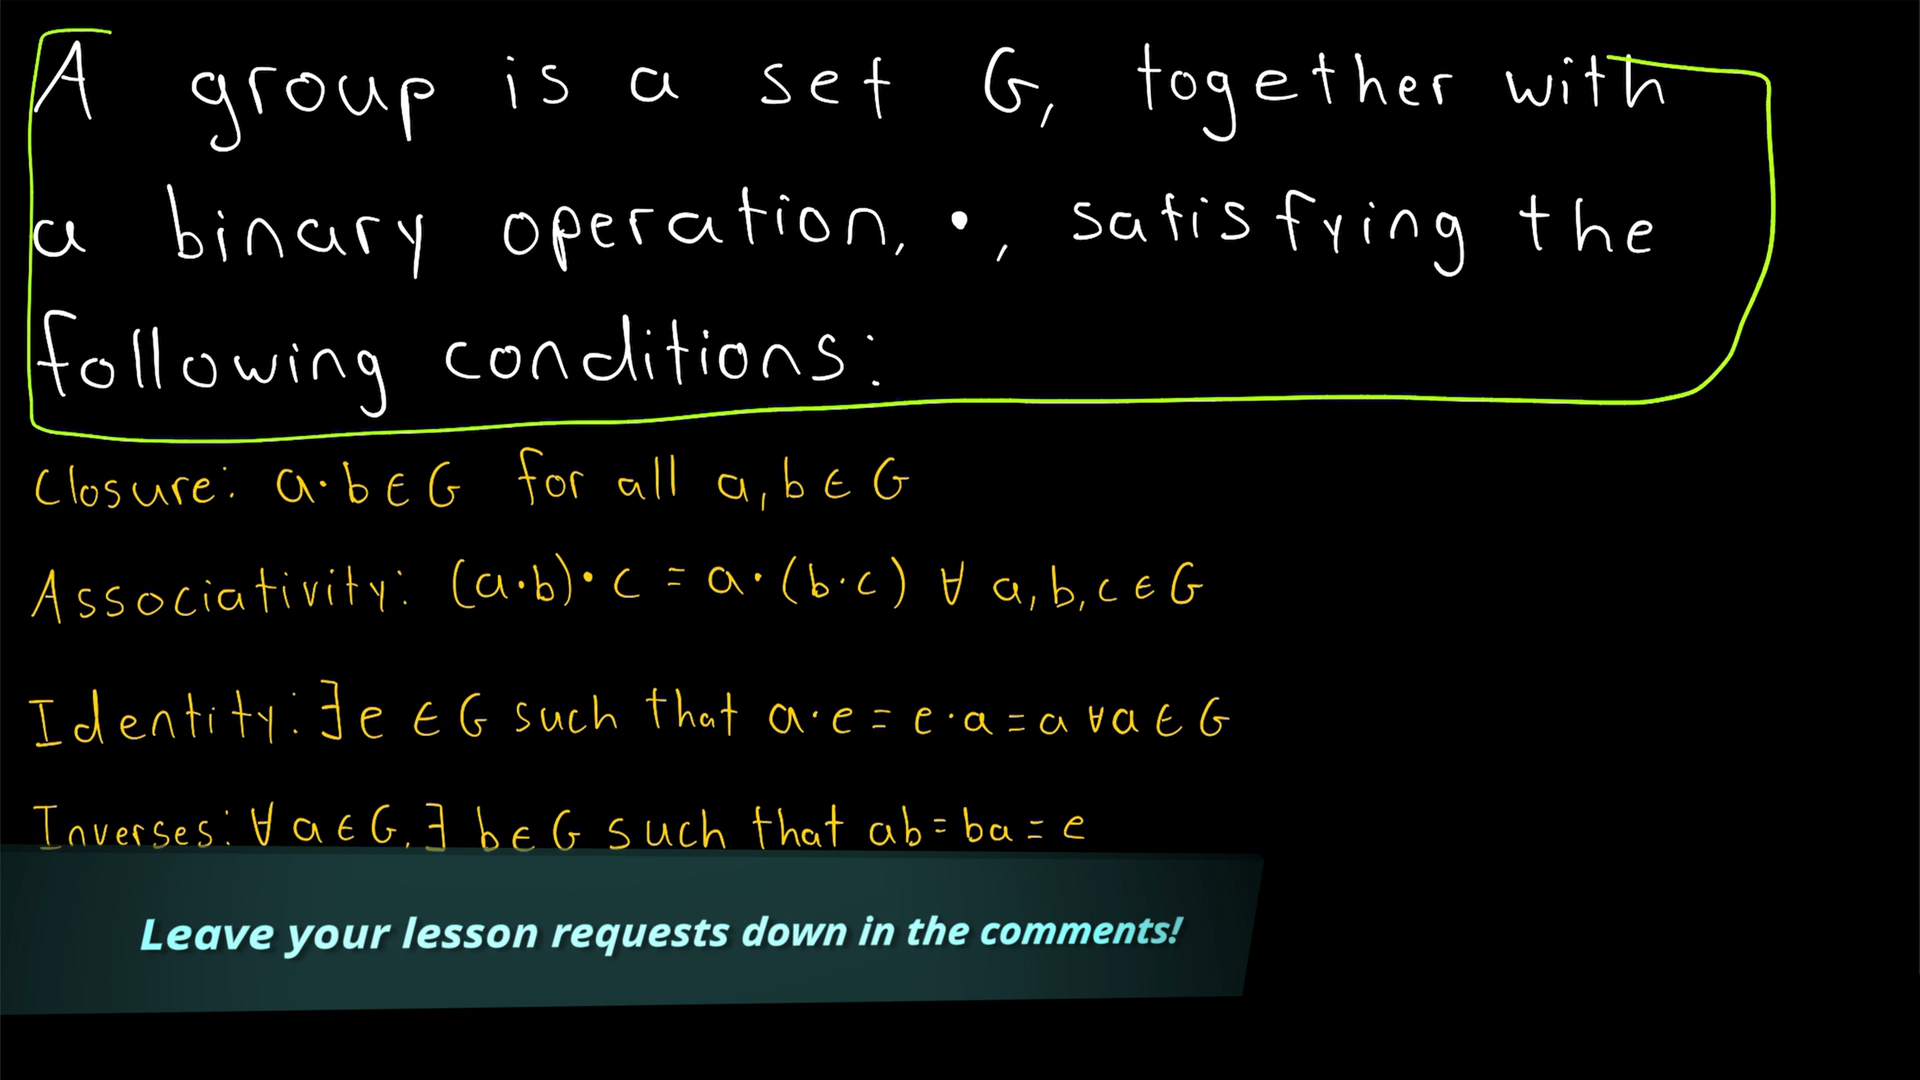 A group is a set G, together with
a binary operation, •, satisfying the
following conditions:
Closure: a·b∈G for all a,b∈G
Associativity: (a·b)·c = a·(b·c) ∀ a,b,c∈G
Identity: ∃e ∈G such that a·e = e·a = a ∀a∈G
Inverses: ∀a∈G, ∃ b∈G such that ab=ba=e
Leave your lesson requests down in the comments!